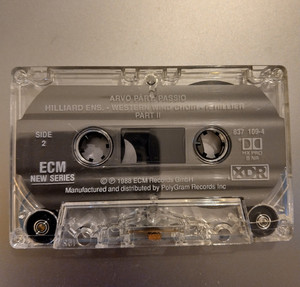 ARVO PÄRT: PASSIO
HILLIARD ENS. - WESTERN WIND CHOIR - HILLIER
PART II
SIDE
2
837 109-4
HX PRO
B NR
ECM
NEW SERIES
XDR
℗ © 1988 ECM Records GmbH
Manufactured and distributed by PolyGram Records Inc